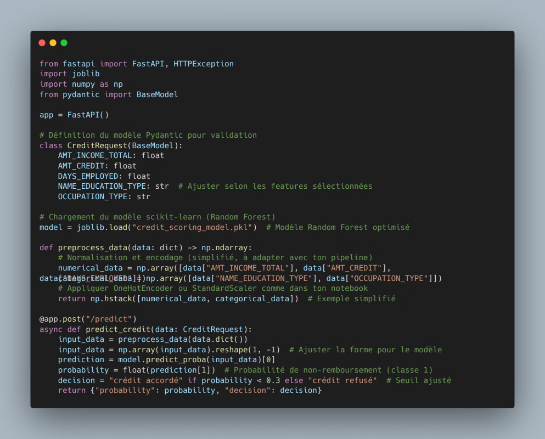 from fastapi import FastAPI, HTTPException
import joblib
import numpy as np
from pydantic import BaseModel
app = FastAPI()
# Définition du modèle Pydantic pour validation
class CreditRequest(BaseModel):
AMT_INCOME_TOTAL: float
AMT_CREDIT: float
DAYS_EMPLOYED: float
NAME_EDUCATION_TYPE: str # Ajuster selon les features sélectionnées
OCCUPATION_TYPE: str
# Chargement du modèle scikit-learn (Random Forest)
model = joblib.load("credit_scoring_model.pkl") # Modèle Random Forest optimisé
def preprocess_data(data: dict) -> np.ndarray:
# Normalisation et encodage (simplifié, à adapter avec ton pipeline)
numerical_data = np.array([data["AMT_INCOME_TOTAL"], data["AMT_CREDIT"],
np.array([data["NAME_EDUCATION_TYPE"], data["OCCUPATION_TYPE"]])
# Appliquer OneHotEncoder ou StandardScaler comme dans ton notebook
return np.hstack([numerical_data, categorical_data]) # Exemple simplifié
@app.post("/predict")
async def predict_credit(data: CreditRequest):
input_data = preprocess_data(data.dict())
input_data = np.array(input_data).reshape(1, -1) # Ajuster la forme pour le modèle
prediction = model.predict_proba(input_data)[0]
probability = float(prediction[1]) # Probabilité de non-remboursement (classe 1)
decision = "crédit accordé" if probability < 0.3 else "crédit refusé" # Seuil ajusté
return {"probability": probability, "decision": decision}